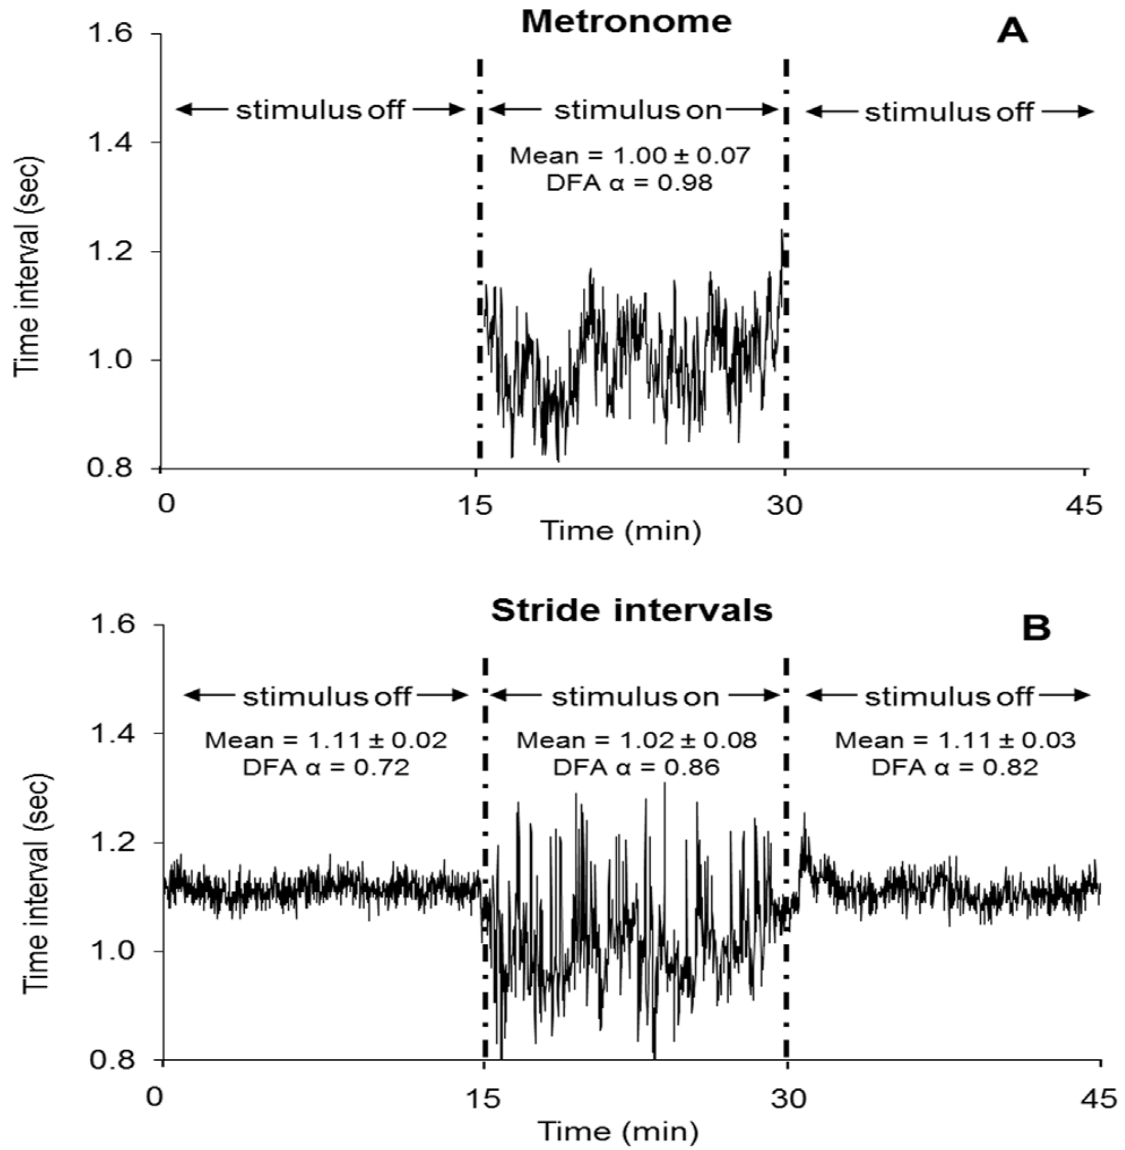 Metronome
A
1.6
1.4
1.2
1.0
0.8
Time interval (sec)
stimulus off
stimulus on
stimulus off
Mean = 1.00 ± 0.07
DFA α = 0.98
0
15
30
45
Time (min)
Stride intervals
B
1.6
1.4
1.2
1.0
0.8
Time interval (sec)
stimulus off
stimulus on
stimulus off
Mean = 1.11 ± 0.02
DFA α = 0.72
Mean = 1.02 ± 0.08
DFA α = 0.86
Mean = 1.11 ± 0.03
DFA α = 0.82
0
15
30
45
Time (min)